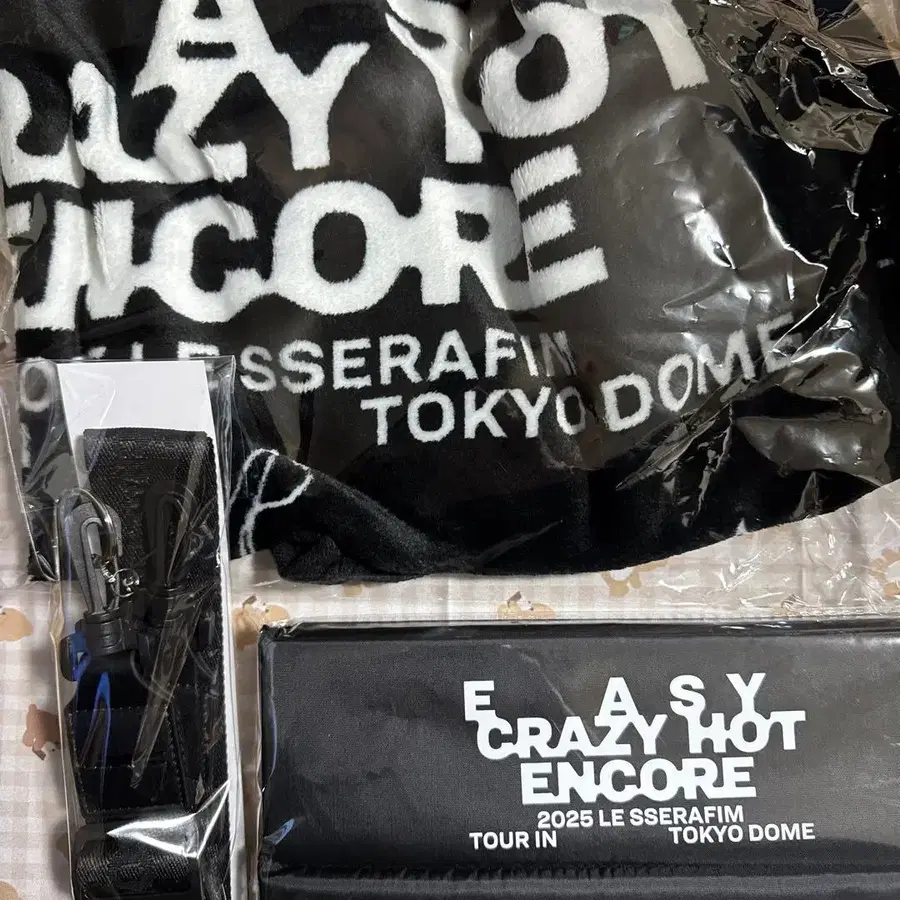 A S Y
CRAZY HOT
ENCORE
LE SSERAFIM
TOKYO DOME
E A S Y
CRAZY HOT
ENCORE
2025 LE SSERAFIM
TOUR IN TOKYO DOME